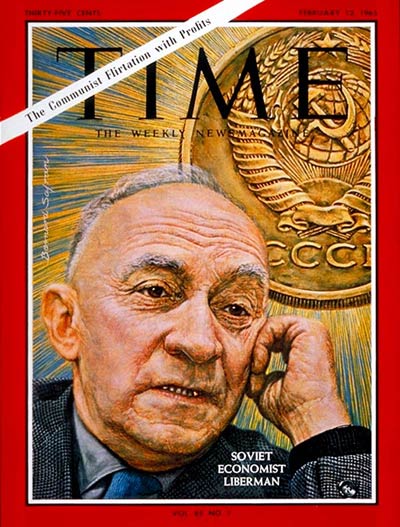 THIRTY-FIVE CENTS
FEBRUARY 12, 1965
The Communist Flirtation with Profits
TIME
THE WEEKLY NEWSMAGAZINE
СССР
Bernard Safran
SOVIET
ECONOMIST
LIBERMAN
VOL. 85 NO. 7